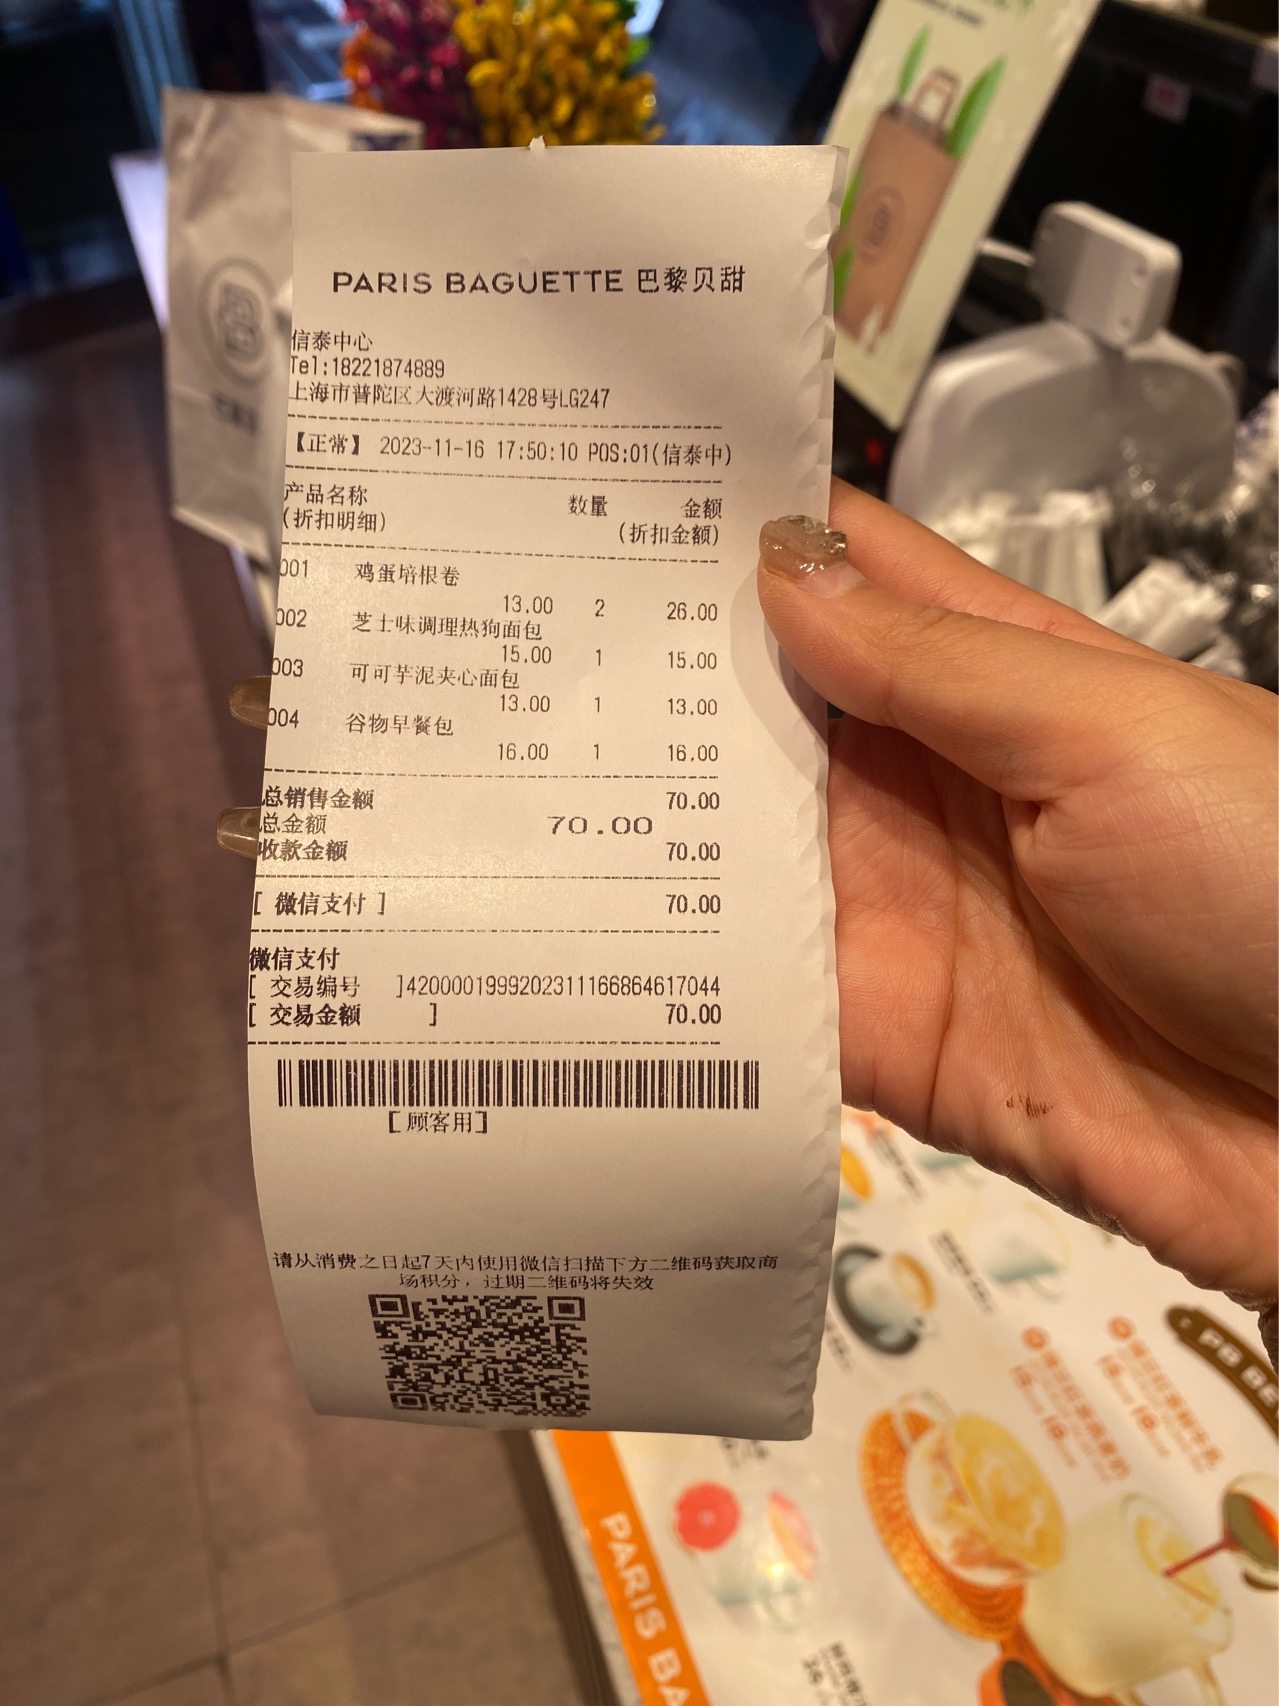 PARIS BAGUETTE 巴黎贝甜
信泰中心
Tel:18221874889
上海市普陀区大渡河路1428号LG247
【正常】 2023-11-16 17:50:10 POS:01(信泰中)
产品名称 数量 金额
(折扣明细) (折扣金额)
001 鸡蛋培根卷
13.00 2 26.00
002 芝士味调理热狗面包
15.00 1 15.00
003 可可芋泥夹心面包
13.00 1 13.00
004 谷物早餐包
16.00 1 16.00
总销售金额 70.00
总金额 70.00
收款金额 70.00
[ 微信支付 ] 70.00
微信支付
[ 交易编号 ]4200001999202311166864617044
[ 交易金额 ] 70.00
[顾客用]
请从消费之日起7天内使用微信扫描下方二维码获取商
场积分，过期二维码将失效
PB BE
PARIS BA